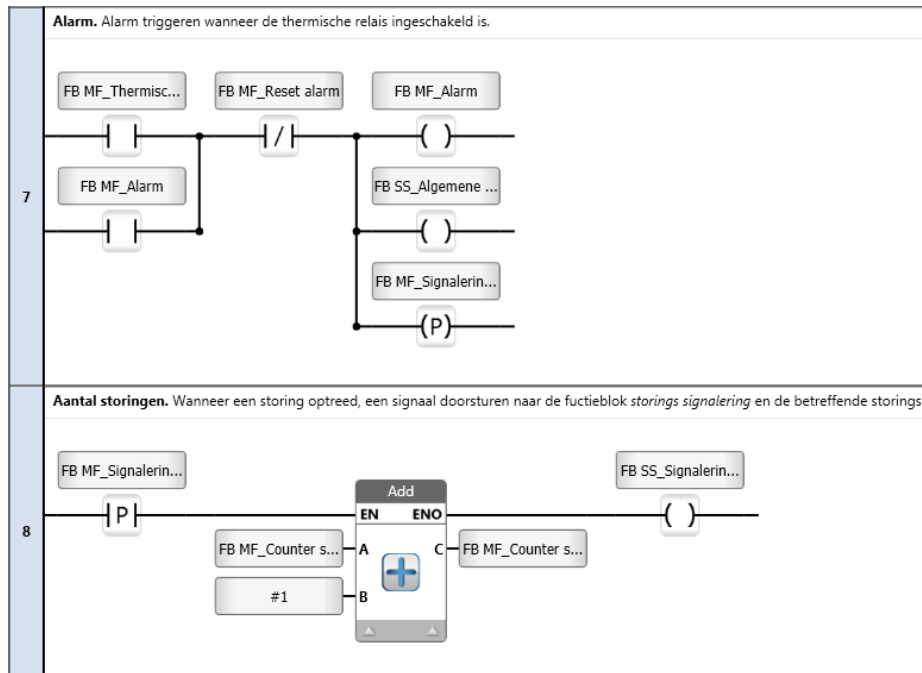 Alarm. Alarm triggeren wanneer de thermische relais ingeschakeld is.
FB MF_Thermisc...
FB MF_Reset alarm
FB MF_Alarm
FB MF_Alarm
FB SS_Algemene ...
7
FB MF_Signalerin...
(P)
Aantal storingen. Wanneer een storing optreed, een signaal doorsturen naar de fuctieblok storings signalering en de betreffende storings
FB MF_Signalerin...
FB SS_Signalerin...
Add
P
EN ENO
8
FB MF_Counter s...
A
C
FB MF_Counter s...
#1
B